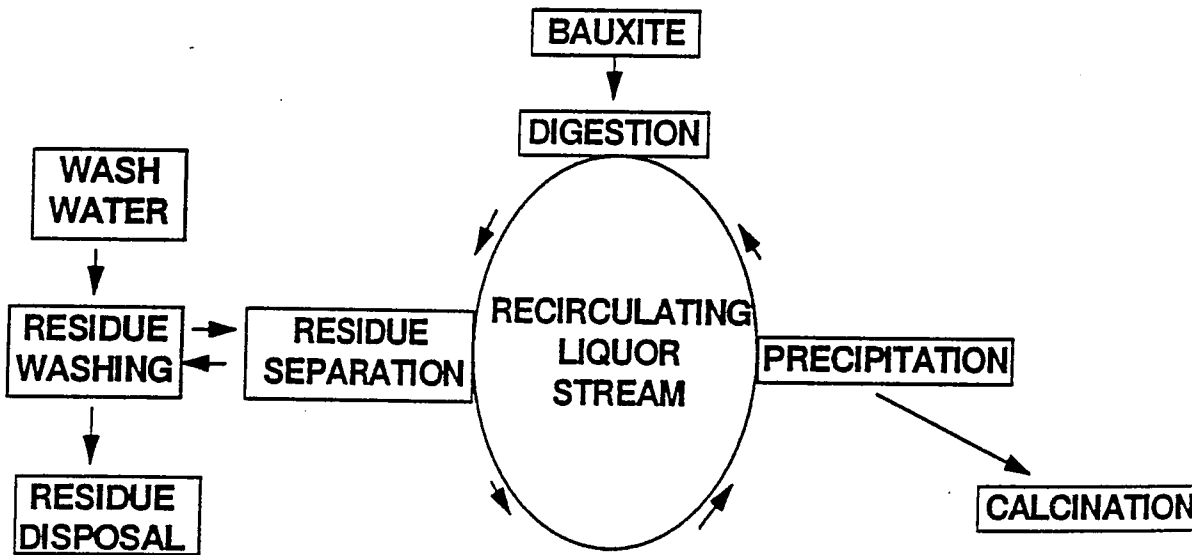 BAUXITE
DIGESTION
WASH
WATER
RESIDUE
WASHING
RESIDUE
SEPARATION
RECIRCULATING
LIQUOR
STREAM
PRECIPITATION
RESIDUE
DISPOSAL
CALCINATION